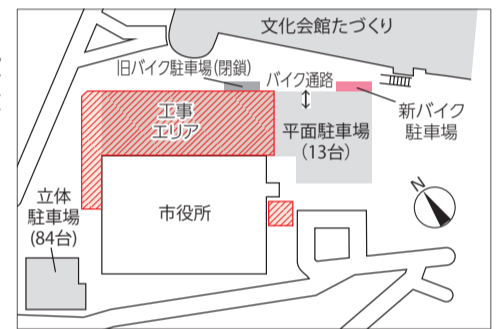 文化会館たづくり
旧バイク駐車場(閉鎖)
バイク通路
工事
エリア
平面駐車場
(13台)
新バイク
駐車場
立体
駐車場
(84台)
市役所
N